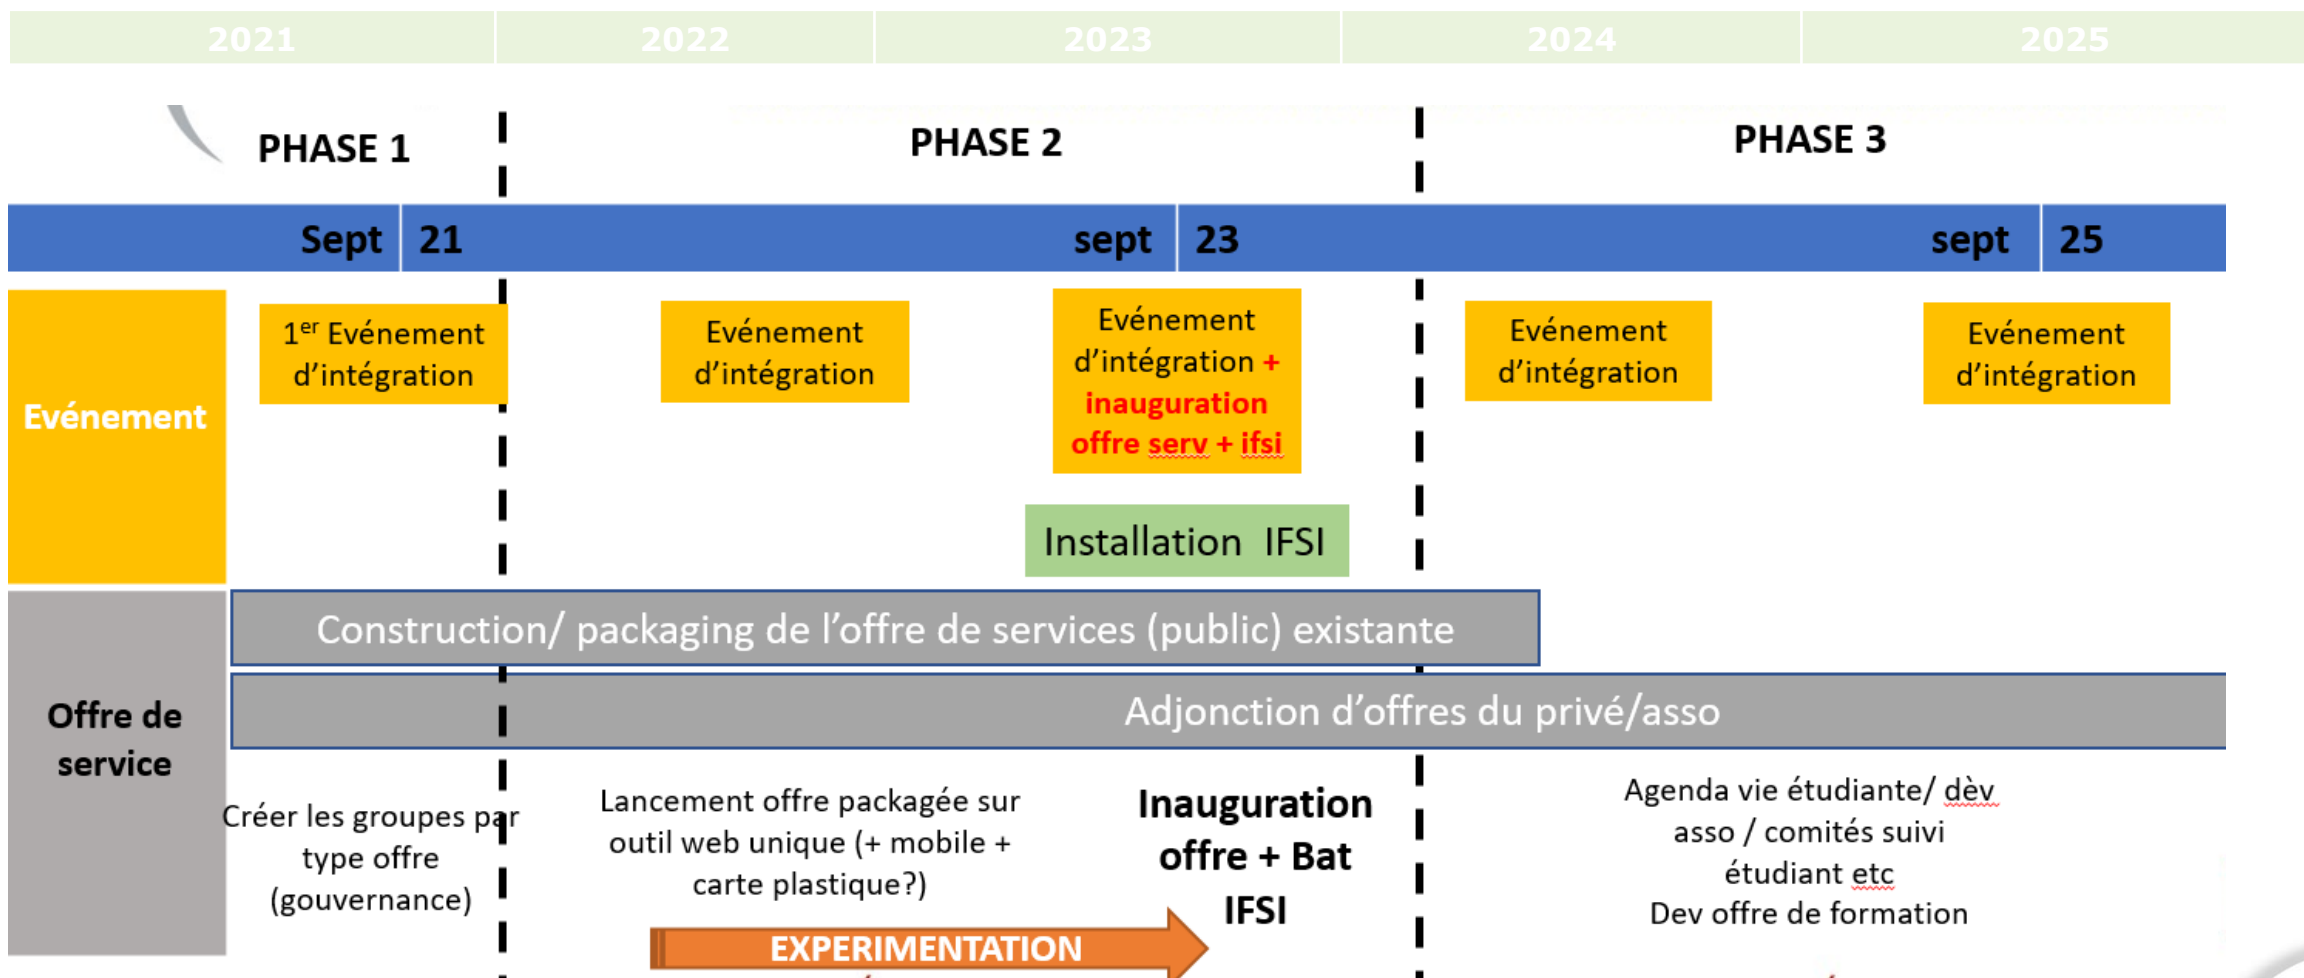 2021 2022 2023 2024 2025
PHASE 1 PHASE 2 PHASE 3
Sept 21 sept 23 sept 25
Evénement
1er Evénement
d’intégration
Evénement
d’intégration
Evénement
d’intégration +
inauguration
offre serv + ifsi
Evénement
d’intégration
Evénement
d’intégration
Installation IFSI
Offre de
service
Construction/ packaging de l’offre de services (public) existante
Adjonction d’offres du privé/asso
Créer les groupes par
type offre
(gouvernance)
Lancement offre packagée sur
outil web unique (+ mobile +
carte plastique?)
Inauguration
offre + Bat
IFSI
Agenda vie étudiante/ dèv
asso / comités suivi
étudiant etc
Dev offre de formation
EXPERIMENTATION